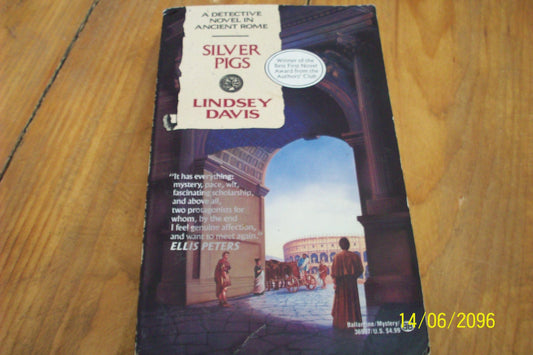 A DETECTIVE
NOVEL IN
ANCIENT ROME
SILVER
PIGS
LINDSEY
DAVIS
Winner of the
Best First Novel
Award from the
Authors' Club
"It has everything:
mystery, pace, wit,
fascinating scholarship,
and above all,
two protagonists for
whom, by the end
I feel genuine affection,
and want to meet again."
ELLIS PETERS
Ballantine/Mystery/
U.S. $4.99
14/06/2096